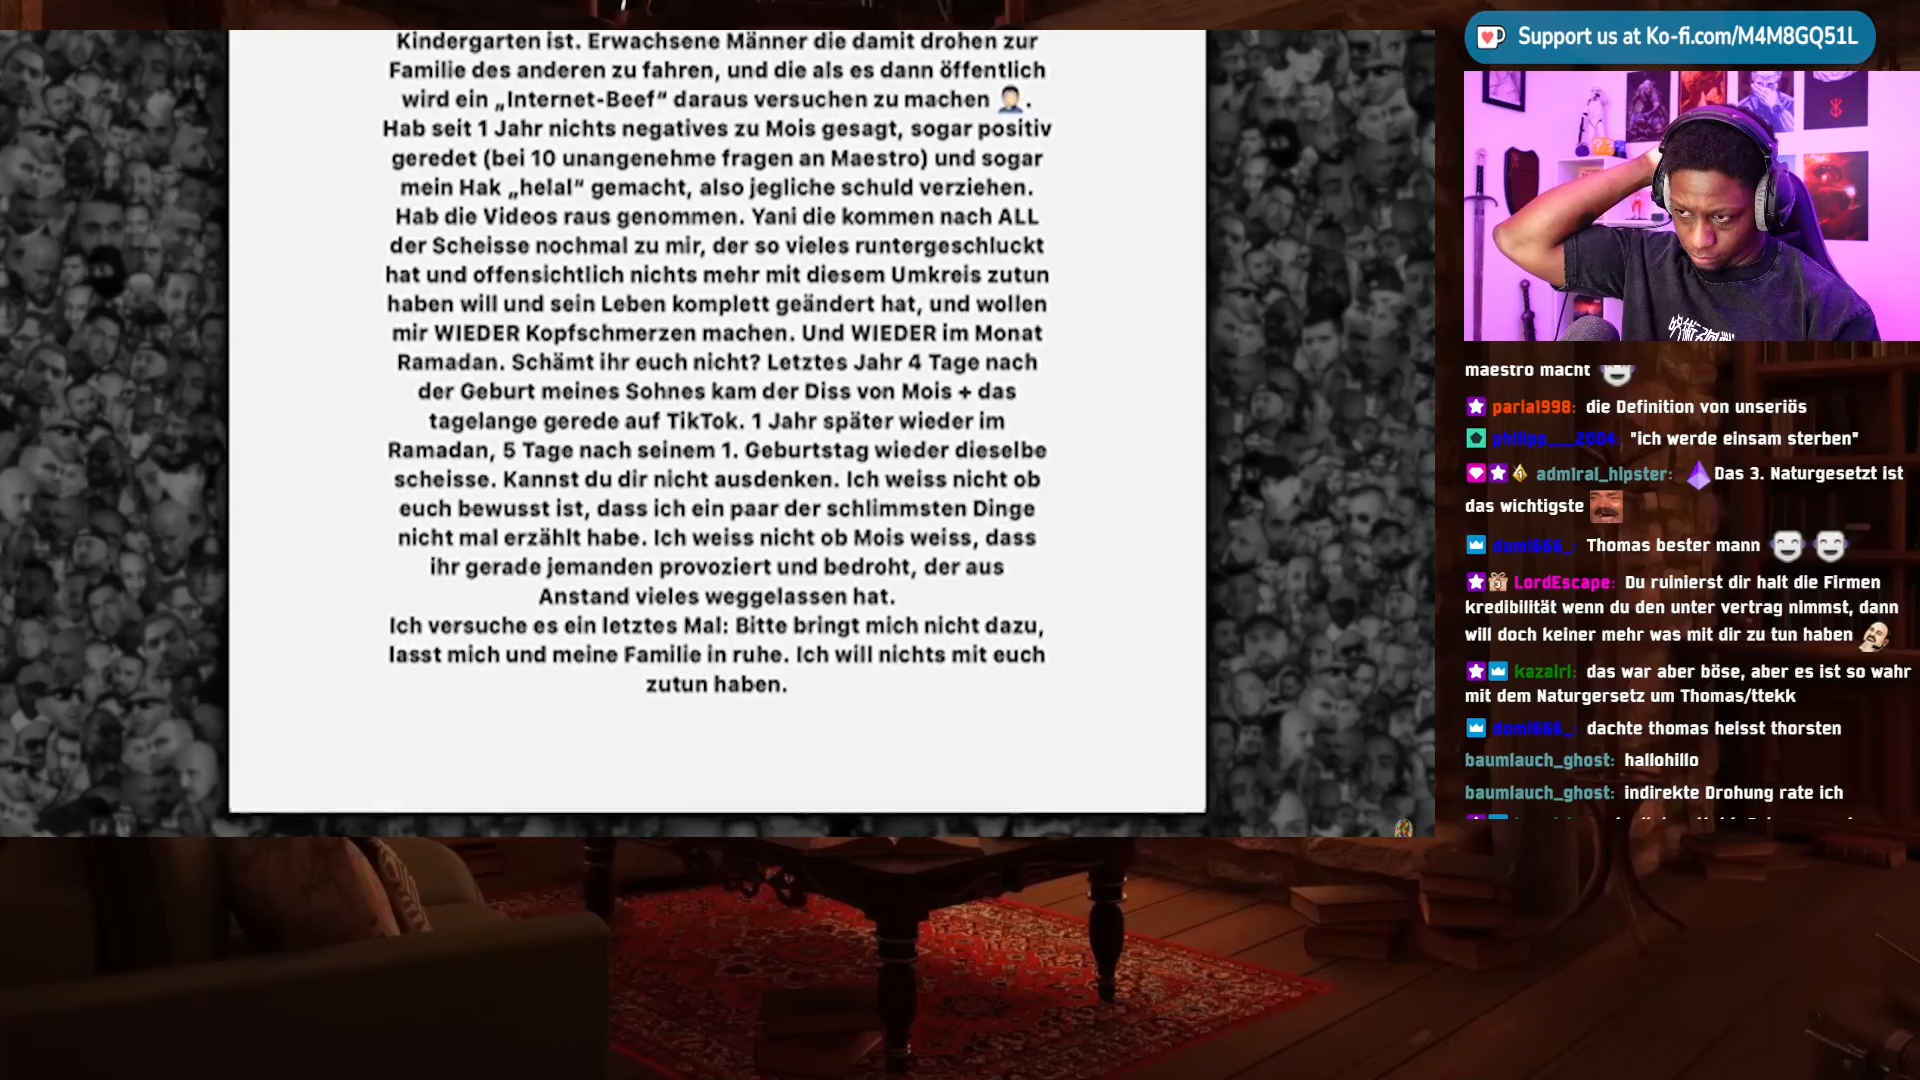 Support us at Ko-fi.com/M4M8GQ51L
Kindergarten ist. Erwachsene Männer die damit drohen zur
Familie des anderen zu fahren, und die als es dann öffentlich
wird ein „Internet-Beef“ daraus versuchen zu machen 🤦🏻‍♂️.
Hab seit 1 Jahr nichts negatives zu Mois gesagt, sogar positiv
geredet (bei 10 unangenehme fragen an Maestro) und sogar
mein Hak „helal“ gemacht, also jegliche schuld verziehen.
Hab die Videos raus genommen. Yani die kommen nach ALL
der Scheisse nochmal zu mir, der so vieles runtergeschluckt
hat und offensichtlich nichts mehr mit diesem Umkreis zutun
haben will und sein Leben komplett geändert hat, und wollen
mir WIEDER Kopfschmerzen machen. Und WIEDER im Monat
Ramadan. Schämt ihr euch nicht? Letztes Jahr 4 Tage nach
der Geburt meines Sohnes kam der Diss von Mois + das
tagelange gerede auf TikTok. 1 Jahr später wieder im
Ramadan, 5 Tage nach seinem 1. Geburtstag wieder dieselbe
scheisse. Kannst du dir nicht ausdenken. Ich weiss nicht ob
euch bewusst ist, dass ich ein paar der schlimmsten Dinge
nicht mal erzählt habe. Ich weiss nicht ob Mois weiss, dass
ihr gerade jemanden provoziert und bedroht, der aus
Anstand vieles weggelassen hat.
Ich versuche es ein letztes Mal: Bitte bringt mich nicht dazu,
lasst mich und meine Familie in ruhe. Ich will nichts mit euch
zutun haben.
maestro macht
paria1998: die Definition von unseriös
philipp___2004: "ich werde einsam sterben"
adm1ral_hipster: Das 3. Naturgesetzt ist
das wichtigste
domi666_: Thomas bester mann
LordEscape: Du ruinierst dir halt die Firmen
kredibilität wenn du den unter vertrag nimmst, dann
will doch keiner mehr was mit dir zu tun haben
kazairl: das war aber böse, aber es ist so wahr
mit dem Naturgersetz um Thomas/ttekk
domi666_: dachte thomas heisst thorsten
baumlauch_ghost: hallohillo
baumlauch_ghost: indirekte Drohung rate ich